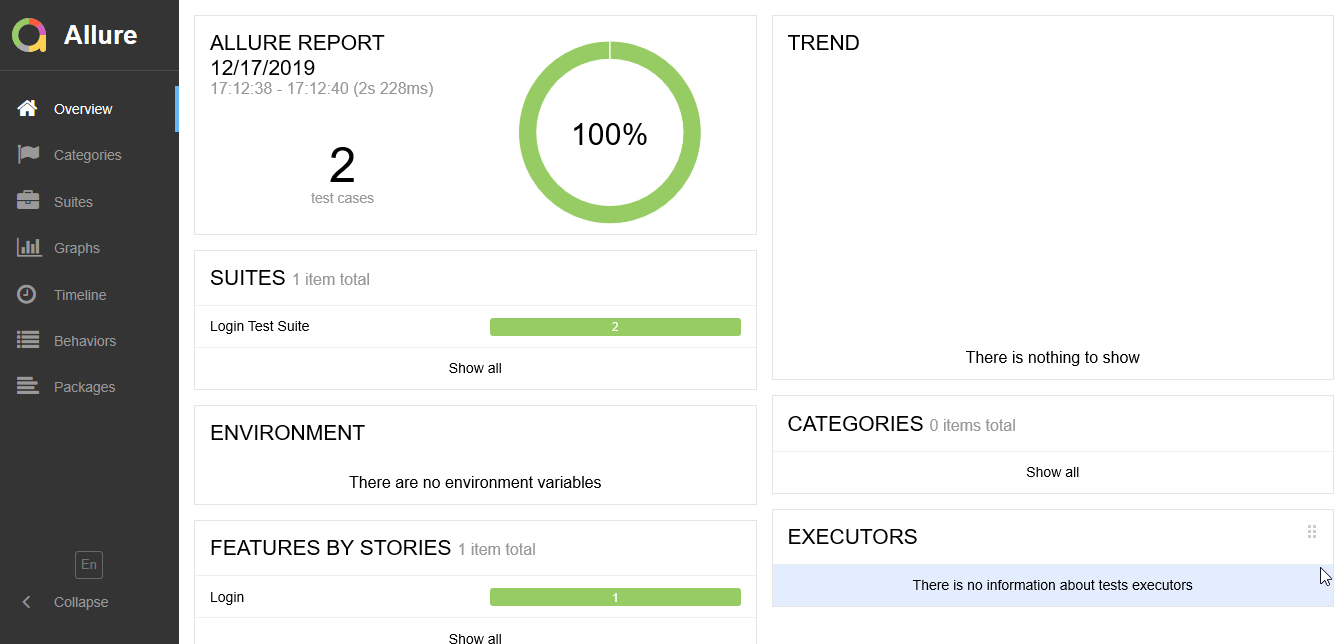 Allure
Overview
Categories
Suites
Graphs
Timeline
Behaviors
Packages
En
Collapse
ALLURE REPORT
12/17/2019
17:12:38 - 17:12:40 (2s 228ms)
2
test cases
100%
SUITES 1 item total
Login Test Suite 2
Show all
ENVIRONMENT
There are no environment variables
FEATURES BY STORIES 1 item total
Login 1
Show all
TREND
There is nothing to show
CATEGORIES 0 items total
Show all
EXECUTORS
There is no information about tests executors